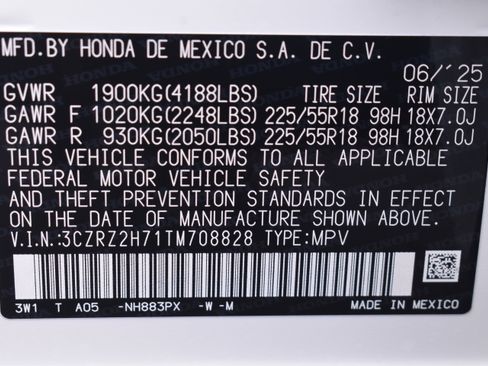 MFD.BY HONDA DE MEXICO S.A. DE C.V.
06/´25
GVWR 1900KG(4188LBS) TIRE SIZE RIM SIZE
GAWR F 1020KG(2248LBS) 225/55R18 98H 18X7.0J
GAWR R 930KG(2050LBS) 225/55R18 98H 18X7.0J
THIS VEHICLE CONFORMS TO ALL APPLICABLE
FEDERAL MOTOR VEHICLE SAFETY
AND THEFT PREVENTION STANDARDS IN EFFECT
ON THE DATE OF MANUFACTURE SHOWN ABOVE.
V.I.N:3CZRZ2H71TM708828 TYPE:MPV
3W1 T A05 -NH883PX -W -M MADE IN MEXICO